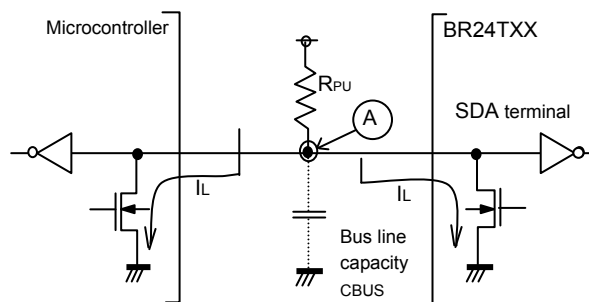 Microcontroller
BR24TXX
RPU
A
SDA terminal
IL
IL
Bus line
capacity
CBUS